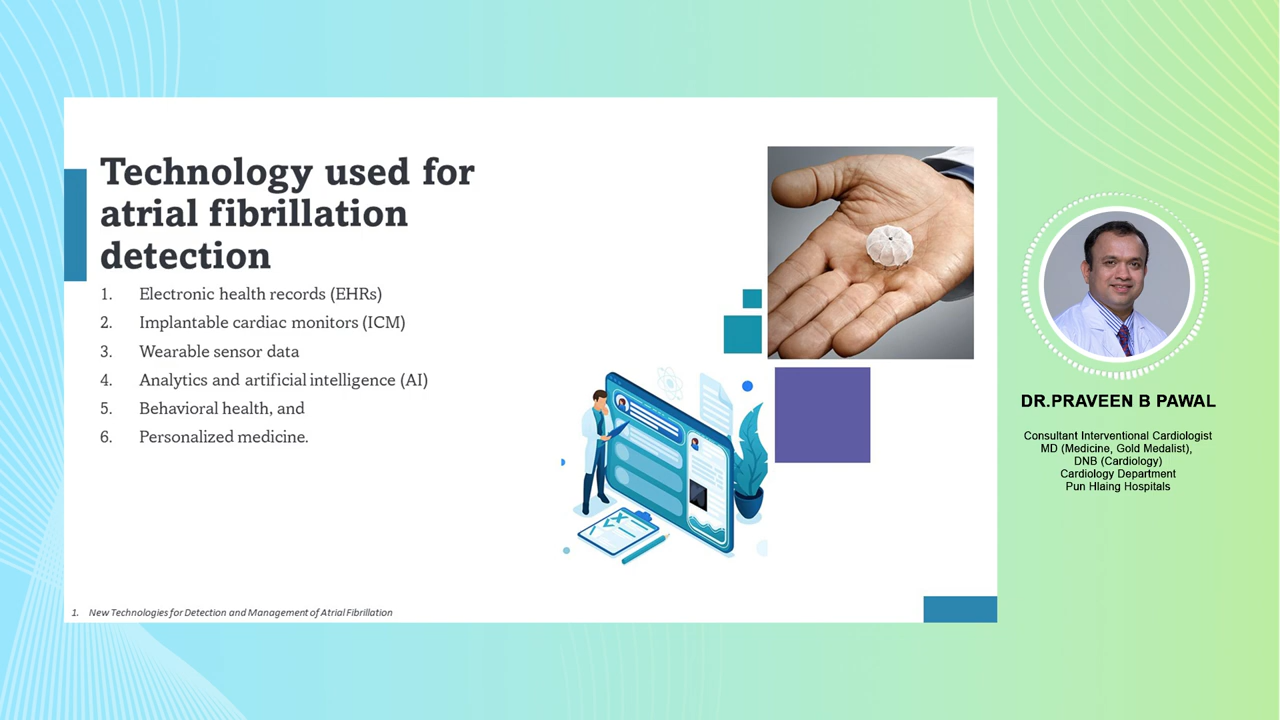 Technology used for
atrial fibrillation
detection
1. Electronic health records (EHRs)
2. Implantable cardiac monitors (ICM)
3. Wearable sensor data
4. Analytics and artificial intelligence (AI)
5. Behavioral health, and
6. Personalized medicine.
1. New Technologies for Detection and Management of Atrial Fibrillation
DR.PRAVEEN B PAWAL
Consultant Interventional Cardiologist
MD (Medicine, Gold Medalist),
DNB (Cardiology)
Cardiology Department
Pun Hlaing Hospitals